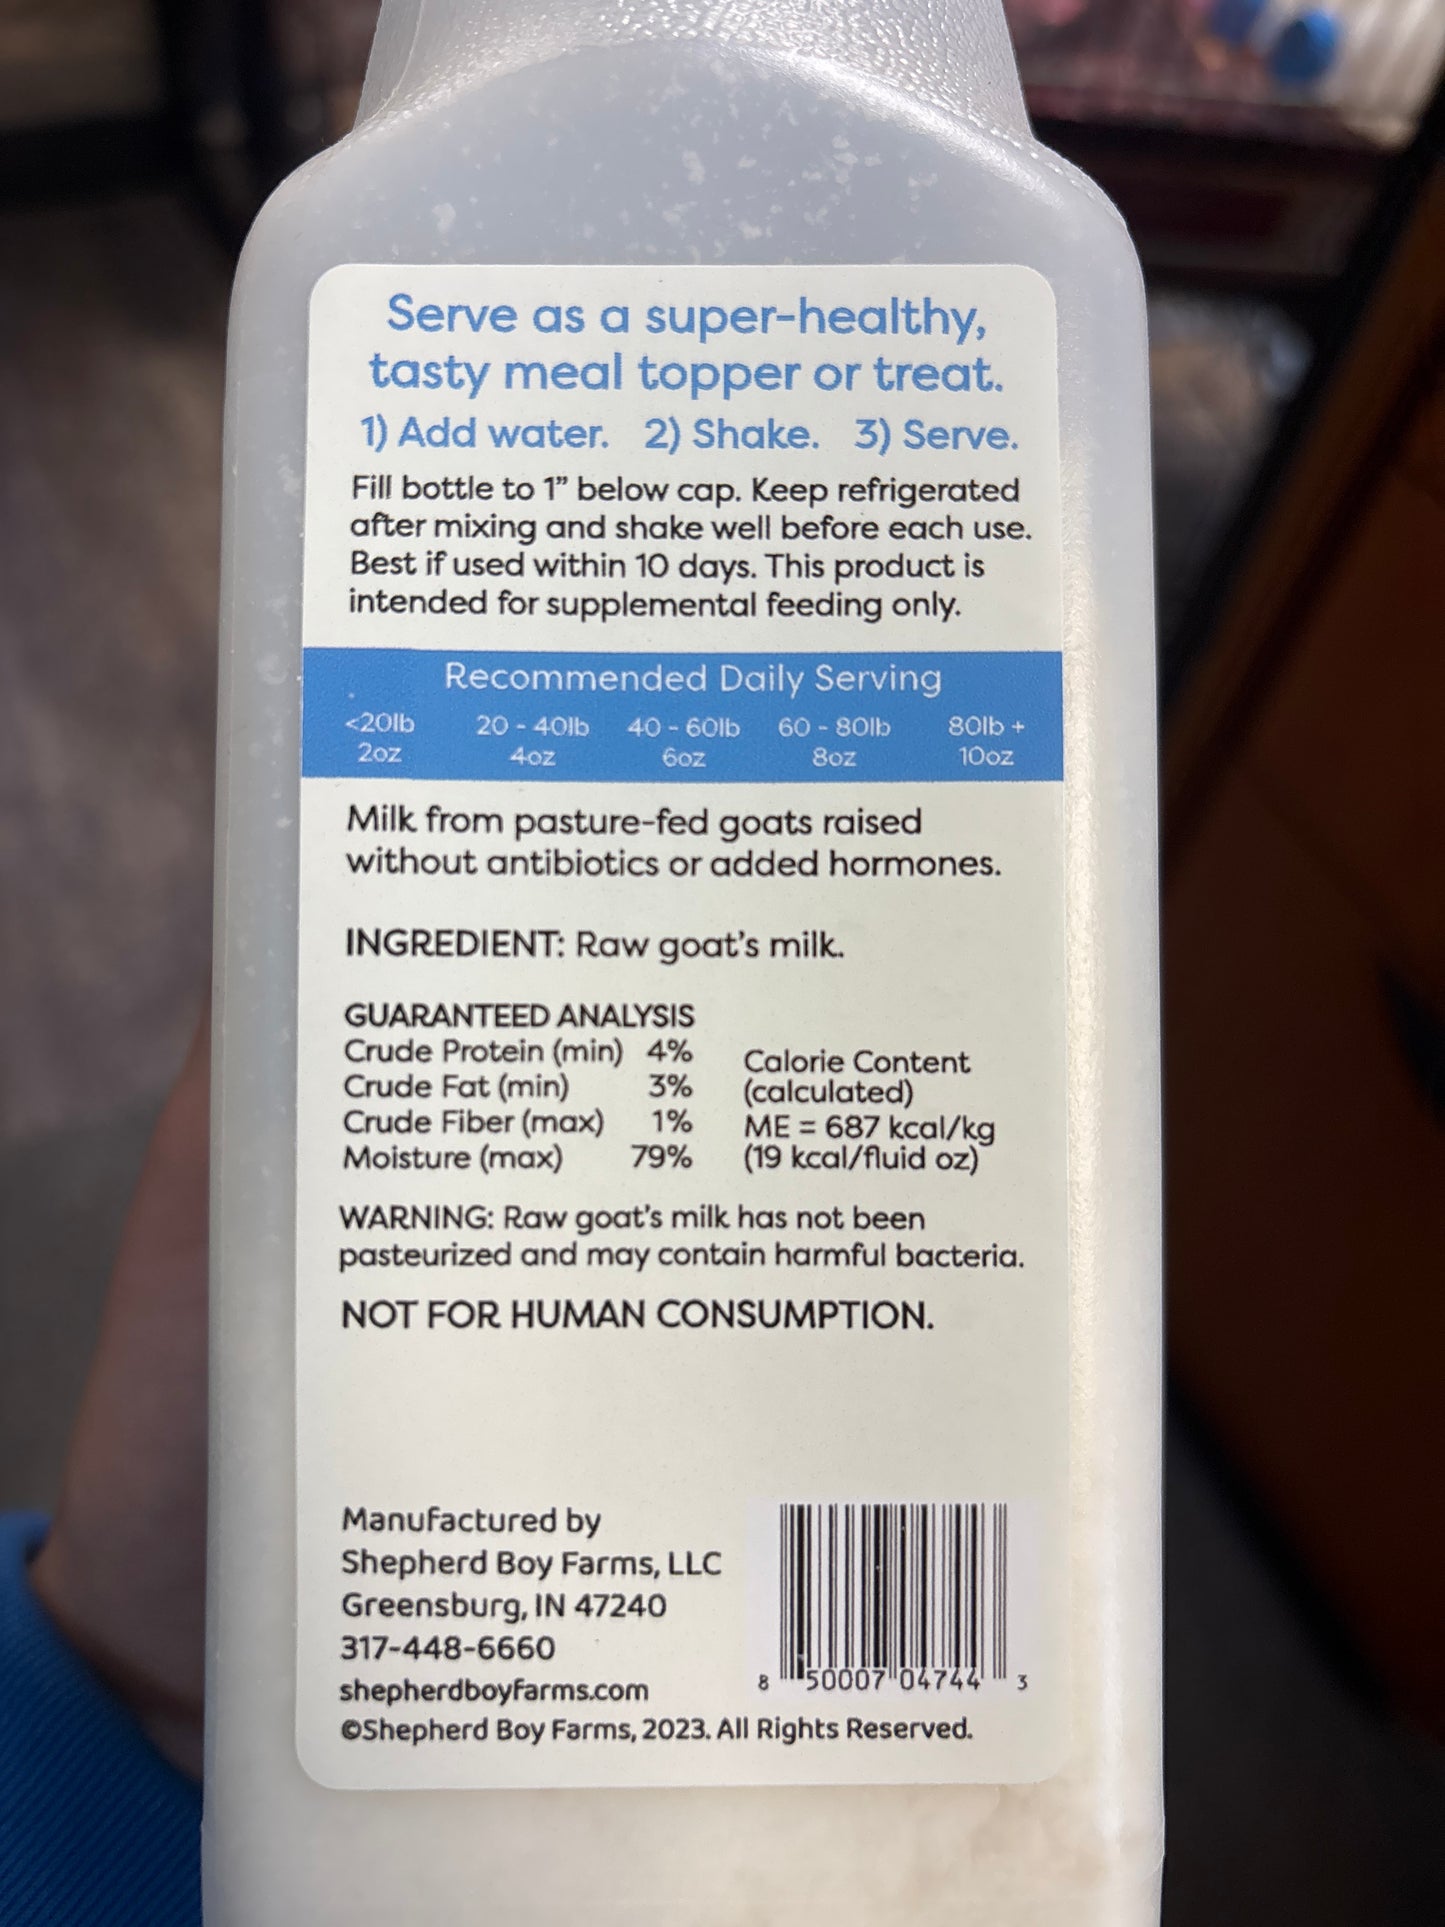 Serve as a super-healthy,
tasty meal topper or treat.
1) Add water. 2) Shake. 3) Serve.
Fill bottle to 1” below cap. Keep refrigerated
after mixing and shake well before each use.
Best if used within 10 days. This product is
intended for supplemental feeding only.
Recommended Daily Serving
<20lb 20 - 40lb 40 - 60lb 60 - 80lb 80lb +
2oz 4oz 6oz 8oz 10oz
Milk from pasture-fed goats raised
without antibiotics or added hormones.
INGREDIENT: Raw goat’s milk.
GUARANTEED ANALYSIS
Crude Protein (min) 4%
Crude Fat (min) 3%
Crude Fiber (max) 1%
Moisture (max) 79%
Calorie Content
(calculated)
ME = 687 kcal/kg
(19 kcal/fluid oz)
WARNING: Raw goat’s milk has not been
pasteurized and may contain harmful bacteria.
NOT FOR HUMAN CONSUMPTION.
Manufactured by
Shepherd Boy Farms, LLC
Greensburg, IN 47240
317-448-6660
shepherdboyfarms.com
©Shepherd Boy Farms, 2023. All Rights Reserved.
8 50007 04744 3